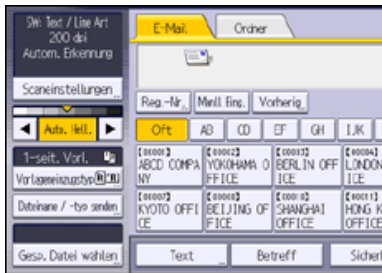 SW: Text / Line Art
200 dpi
Autom. Erkennung
Scaneinstellungen
Auto. Hell.
1-seit. Vorl.
Vorlageneinzugstyp
Dateiname / -typ senden
Gesp. Datei wählen
E-Mail
Ordner
Reg.-Nr.
Manll Eing.
Vorherig.
Oft
AB
CD
EF
GH
IJK
[00001]
ABCD COMPA
NY
[00002]
YOKOHAMA O
FFICE
[00003]
BERLIN OFF
ICE
[00004]
LONDON
ICE
[00007]
KYOTO OFFI
CE
[00008]
BEIJING OF
FICE
[00010]
SHANGHAI
OFFICE
[00011]
HONG K
OFFICE
Text
Betreff
Sicher